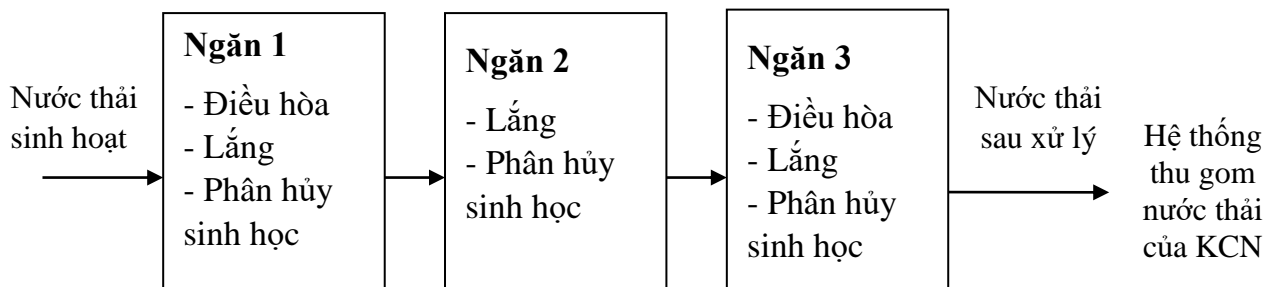 Nước thải
sinh hoạt
Ngăn 1
- Điều hòa
- Lắng
- Phân hủy
sinh học
Ngăn 2
- Lắng
- Phân hủy
sinh học
Ngăn 3
- Điều hòa
- Lắng
- Phân hủy
sinh học
Nước thải
sau xử lý
Hệ thống
thu gom
nước thải
của KCN